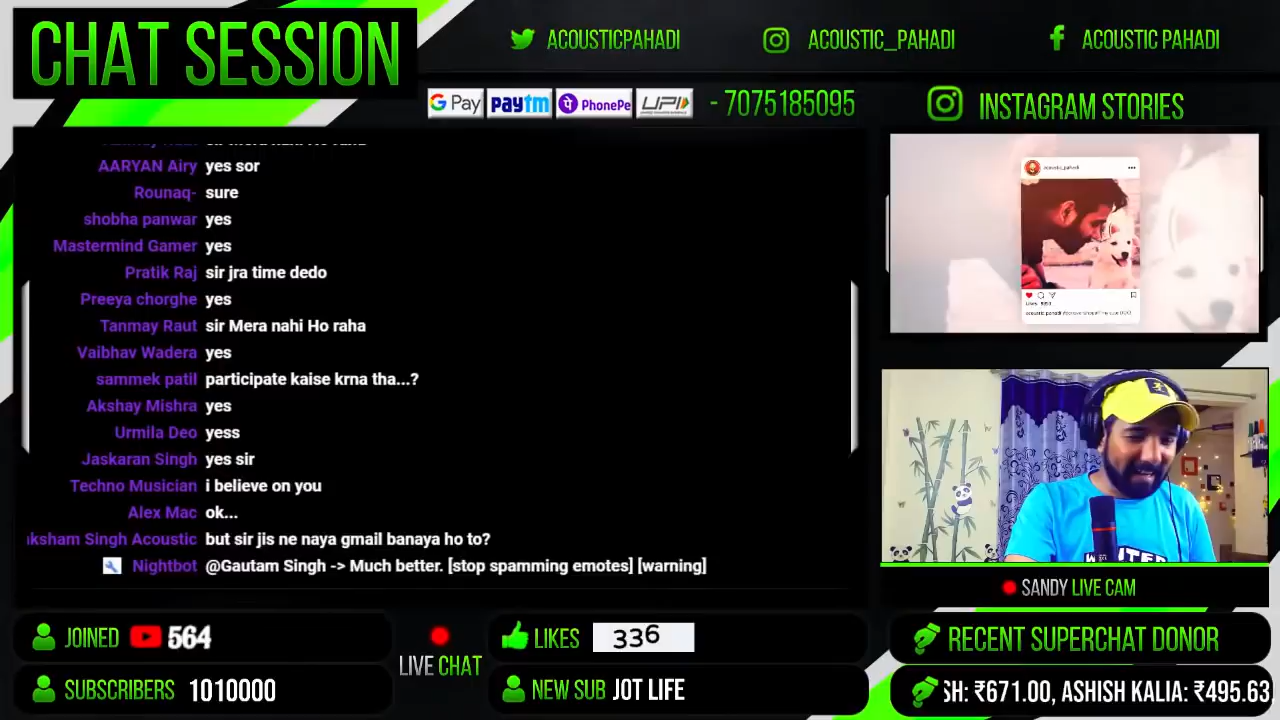 CHAT SESSION
ACOUSTICPAHADI
ACOUSTIC_PAHADI
ACOUSTIC PAHADI
G Pay paytm PhonePe UPI - 7075185095
INSTAGRAM STORIES
AARYAN Airy yes sor
Rounaq- sure
shobha panwar yes
Mastermind Gamer yes
Pratik Raj sir jra time dedo
Preeya chorghe yes
Tanmay Raut sir Mera nahi Ho raha
Vaibhav Wadera yes
sammek patil participate kaise krna tha...?
Akshay Mishra yes
Urmila Deo yess
Jaskaran Singh yes sir
Techno Musician i believe on you
Alex Mac ok...
ksham Singh Acoustic but sir jis ne naya gmail banaya ho to?
Nightbot @Gautam Singh -> Much better. [stop spamming emotes] [warning]
acoustic_pahadi
SANDY LIVE CAM
JOINED 564
LIVE CHAT
LIKES 336
RECENT SUPERCHAT DONOR
SUBSCRIBERS 1010000
NEW SUB JOT LIFE
SH: ₹671.00, ASHISH KALIA: ₹495.63